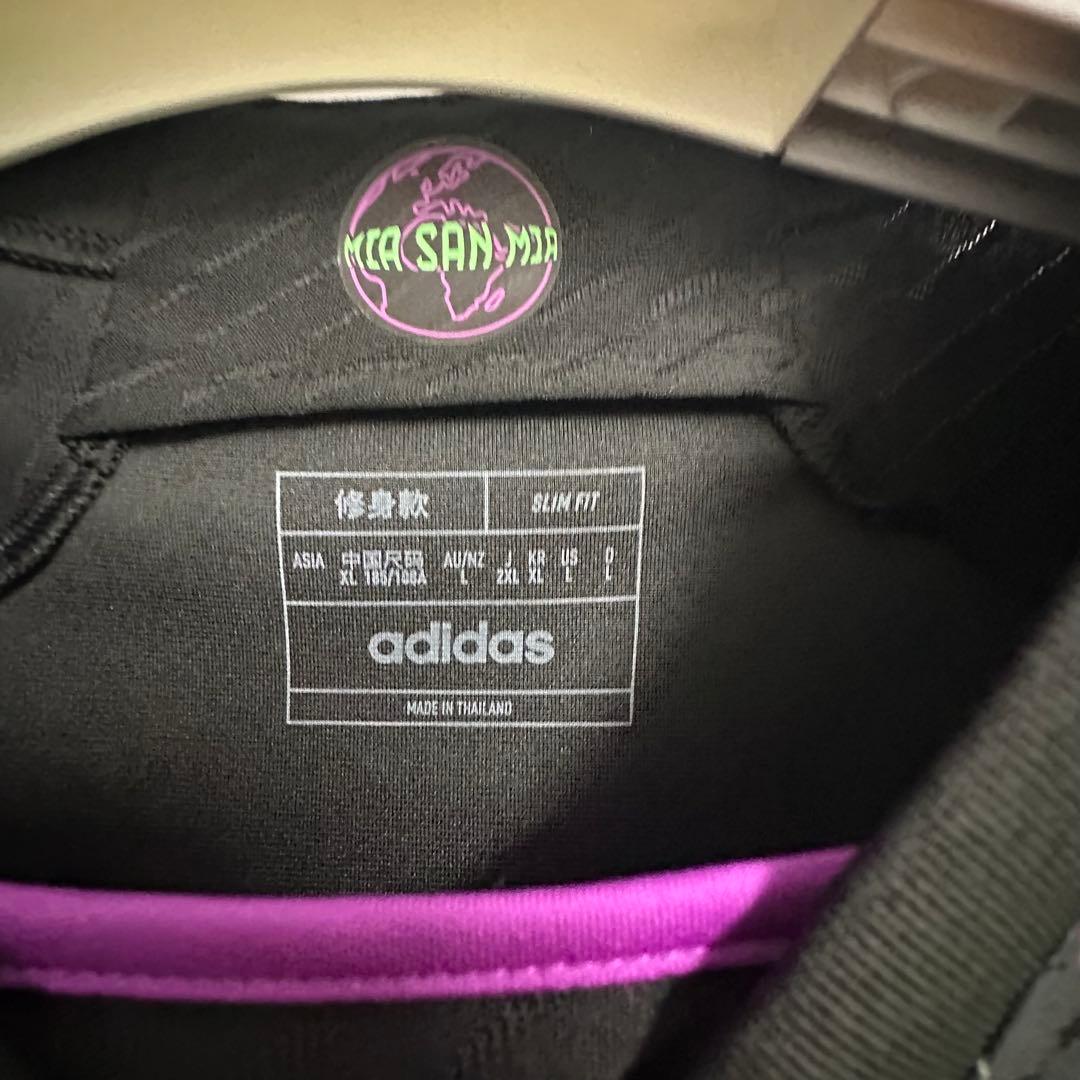 MIA SAN MIA
修身款 SLIM FIT
ASIA 中国尺码 AU/NZ J KR US D
XL 185/108A L 2XL XL L L
adidas
MADE IN THAILAND